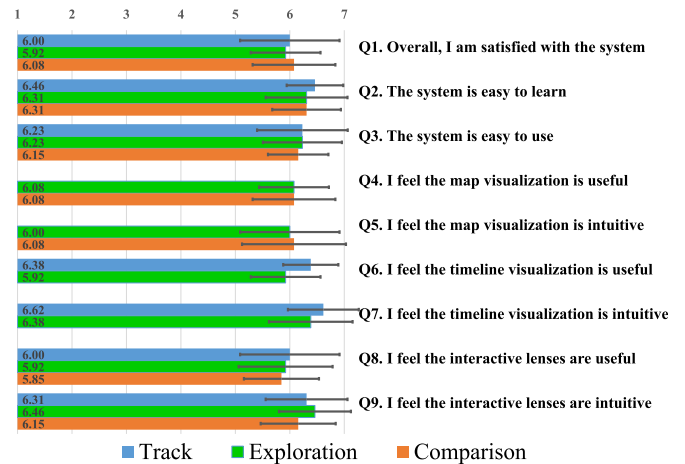 1 2 3 4 5 6 7
6.00
5.92
6.08
Q1. Overall, I am satisfied with the system
6.46
6.31
6.31
Q2. The system is easy to learn
6.23
6.23
6.15
Q3. The system is easy to use
6.08
6.08
Q4. I feel the map visualization is useful
6.00
6.08
Q5. I feel the map visualization is intuitive
6.38
5.92
Q6. I feel the timeline visualization is useful
6.62
6.38
Q7. I feel the timeline visualization is intuitive
6.00
5.92
5.85
Q8. I feel the interactive lenses are useful
6.31
6.46
6.15
Q9. I feel the interactive lenses are intuitive
Track Exploration Comparison